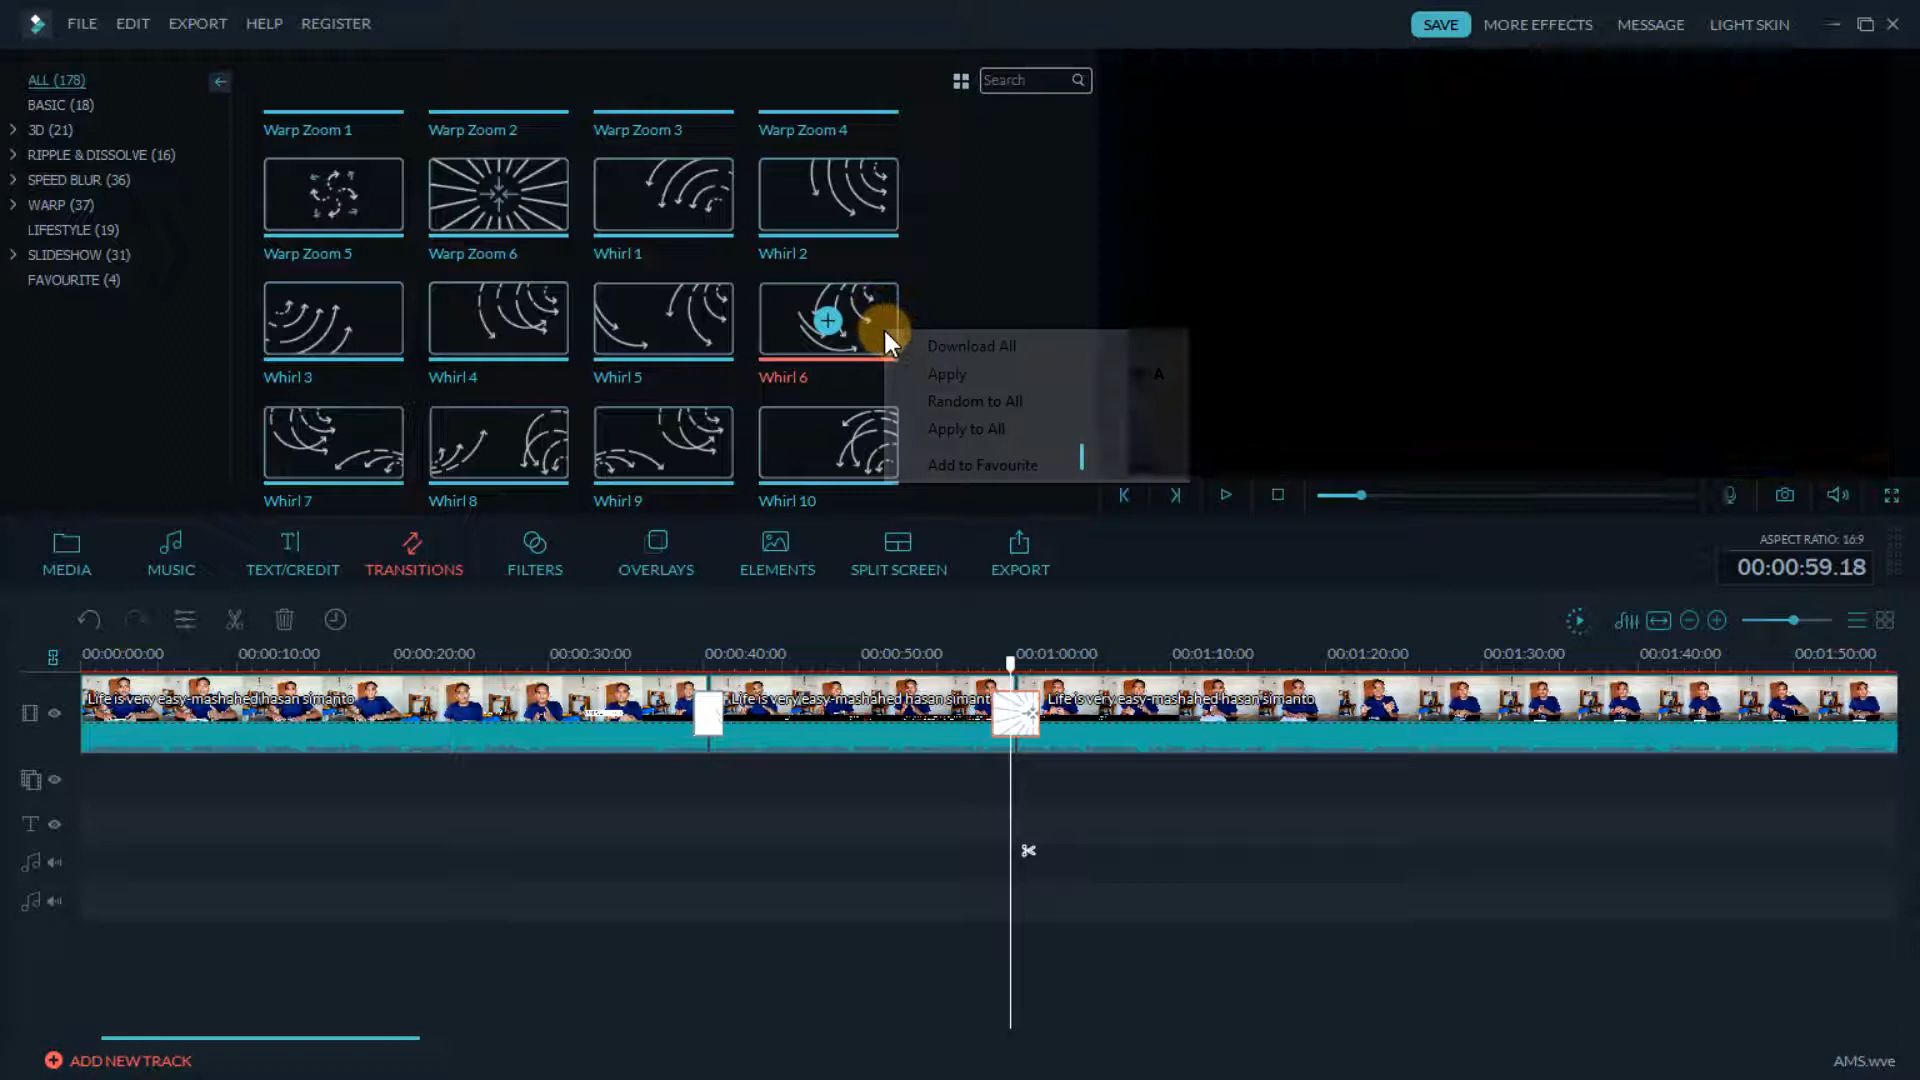 FILE EDIT EXPORT HELP REGISTER
SAVE MORE EFFECTS MESSAGE LIGHT SKIN
ALL (178)
BASIC (18)
3D (21)
RIPPLE & DISSOLVE (16)
SPEED BLUR (36)
WARP (37)
LIFESTYLE (19)
SLIDESHOW (31)
FAVOURITE (4)
Search
Warp Zoom 1 Warp Zoom 2 Warp Zoom 3 Warp Zoom 4
Warp Zoom 5 Warp Zoom 6 Whirl 1 Whirl 2
Whirl 3 Whirl 4 Whirl 5 Whirl 6
Whirl 7 Whirl 8 Whirl 9 Whirl 10
Download All
Apply A
Random to All
Apply to All
Add to Favourite
MEDIA MUSIC TEXT/CREDIT TRANSITIONS FILTERS OVERLAYS ELEMENTS SPLIT SCREEN EXPORT
ASPECT RATIO: 16:9
00:00:59.18
00:00:00:00 00:00:10:00 00:00:20:00 00:00:30:00 00:00:40:00 00:00:50:00 00:01:00:00 00:01:10:00 00:01:20:00 00:01:30:00 00:01:40:00 00:01:50:00
Life is very easy-mashahed hasan simanto Life is very easy-mashahed hasan simant Life is very easy-mashahed hasan simanto
ADD NEW TRACK
AMS.wve